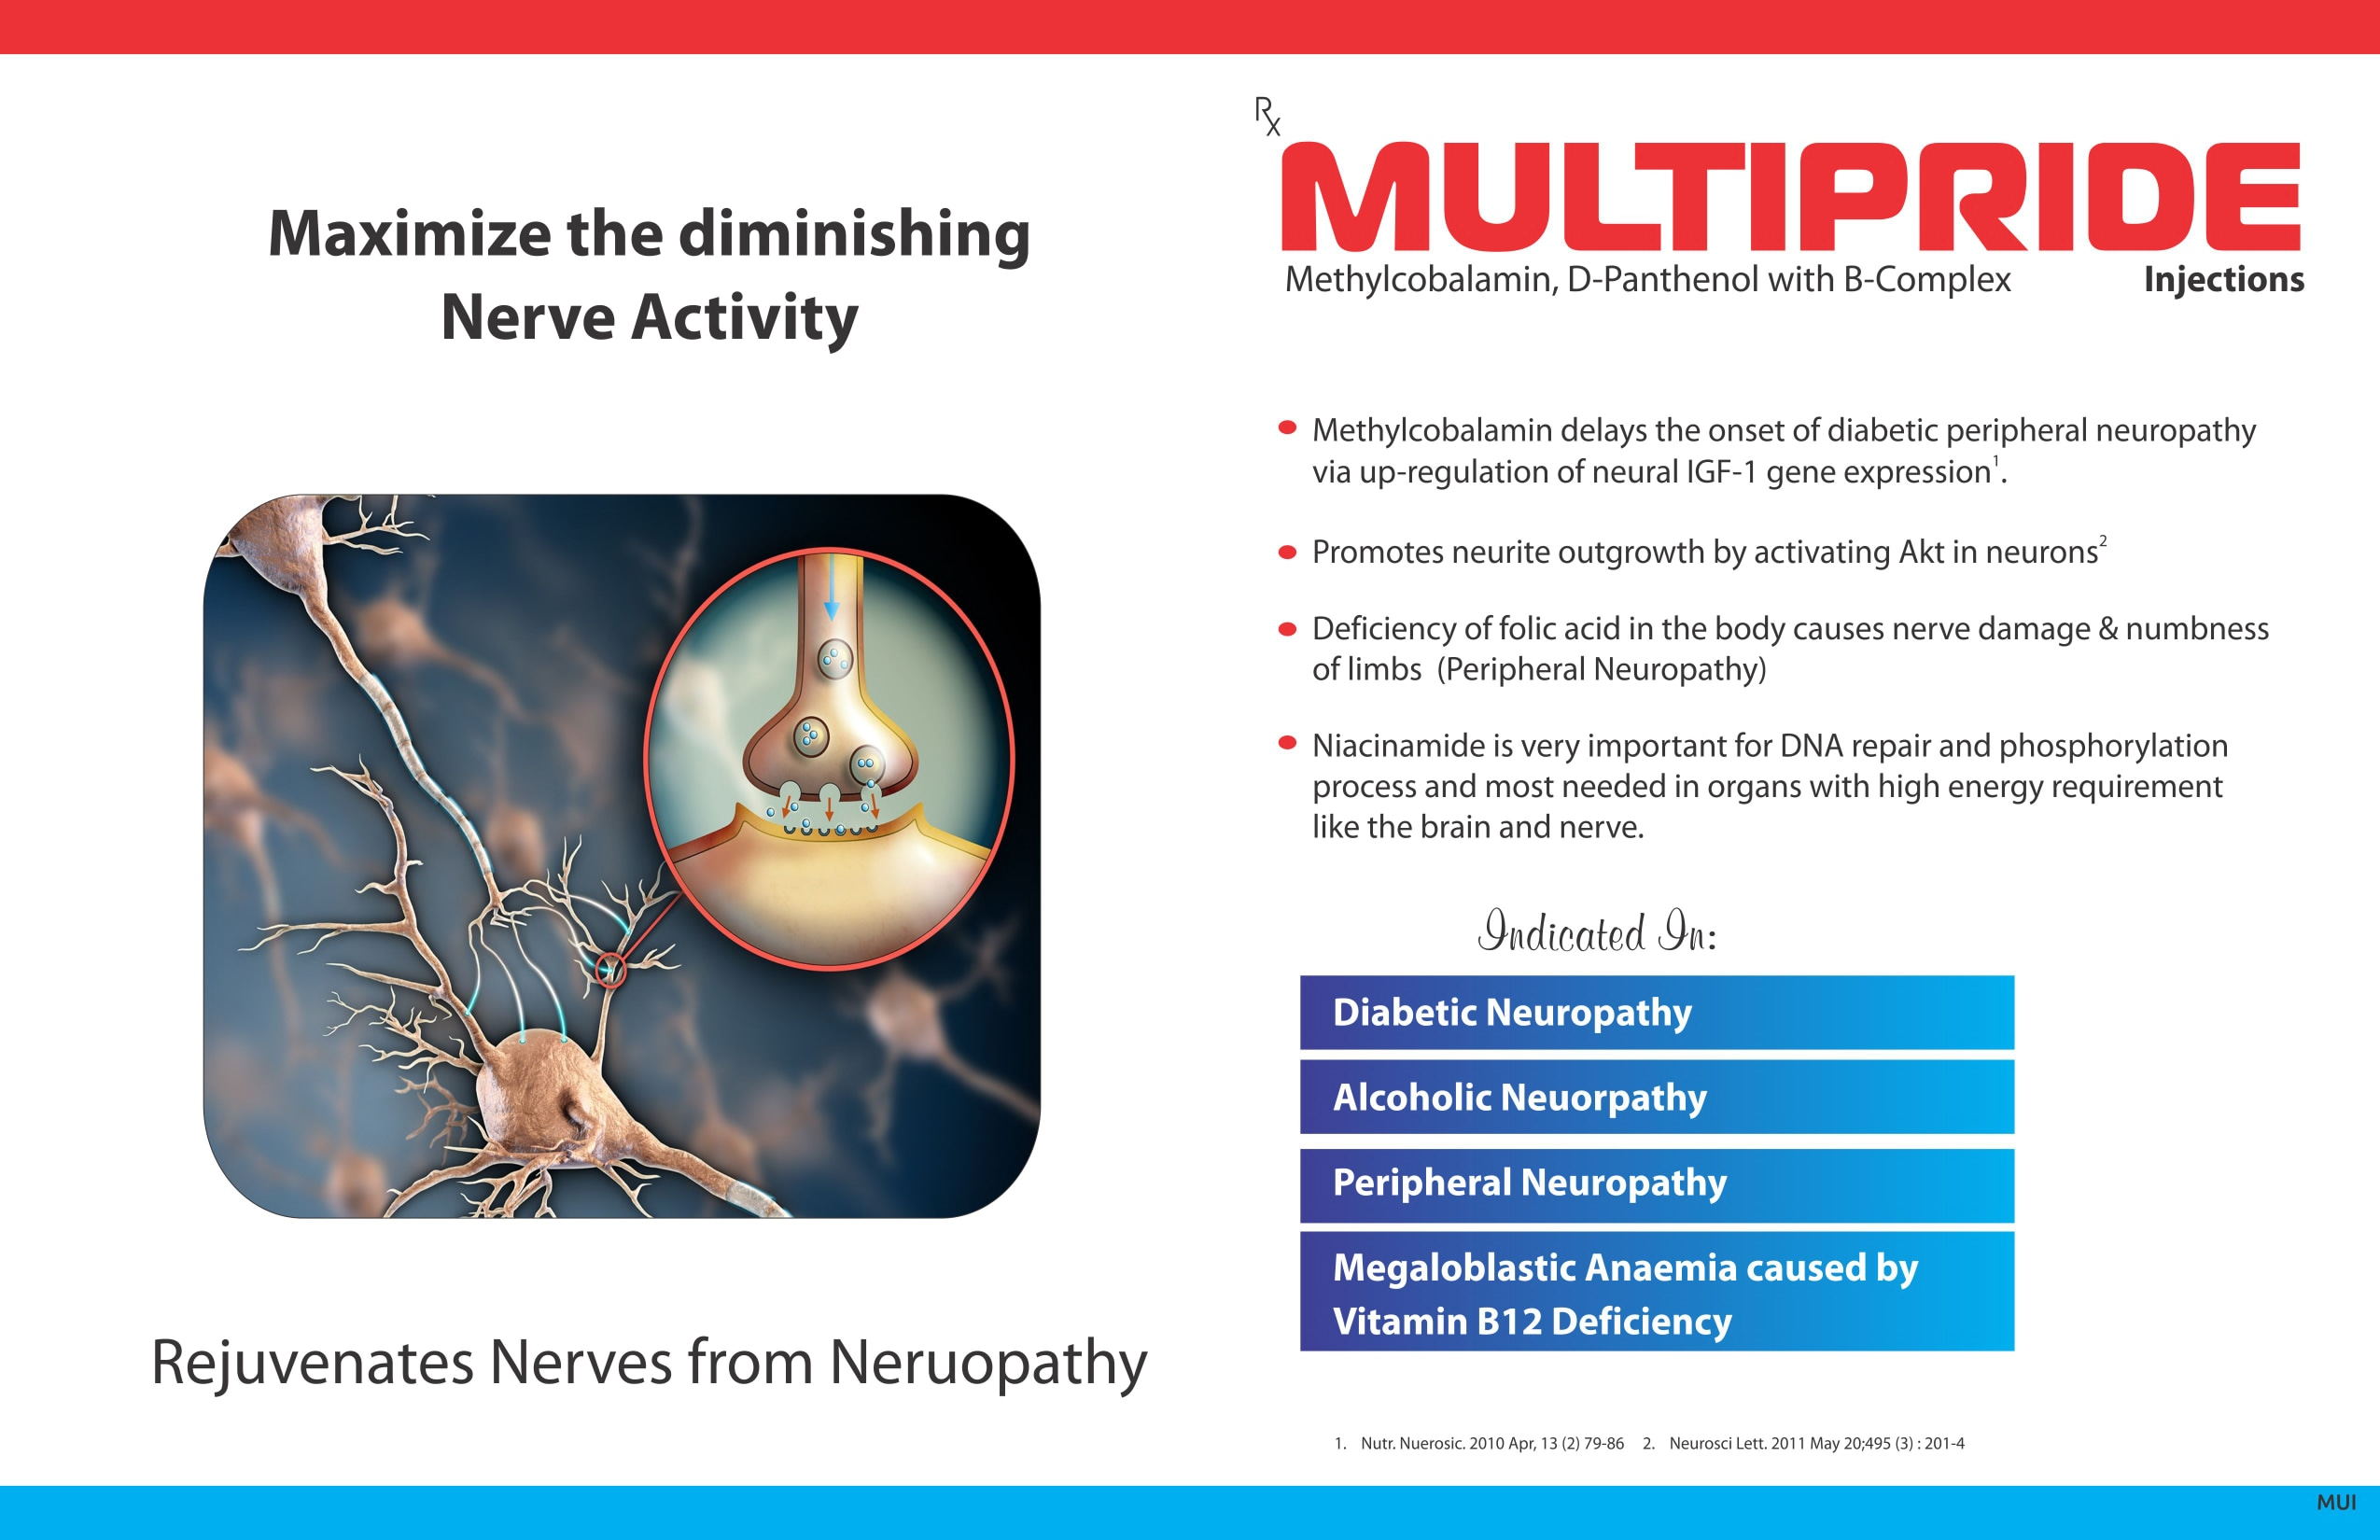 Maximize the diminishing
Nerve Activity
Rejuvenates Nerves from Neruopathy
Rx
MULTIPRIDE
Methylcobalamin, D-Panthenol with B-Complex Injections
• Methylcobalamin delays the onset of diabetic peripheral neuropathy
via up-regulation of neural IGF-1 gene expression¹.
• Promotes neurite outgrowth by activating Akt in neurons²
• Deficiency of folic acid in the body causes nerve damage & numbness
of limbs (Peripheral Neuropathy)
• Niacinamide is very important for DNA repair and phosphorylation
process and most needed in organs with high energy requirement
like the brain and nerve.
Indicated In:
Diabetic Neuropathy
Alcoholic Neuorpathy
Peripheral Neuropathy
Megaloblastic Anaemia caused by
Vitamin B12 Deficiency
1. Nutr. Nuerosic. 2010 Apr, 13 (2) 79-86 2. Neurosci Lett. 2011 May 20;495 (3) : 201-4
MUI